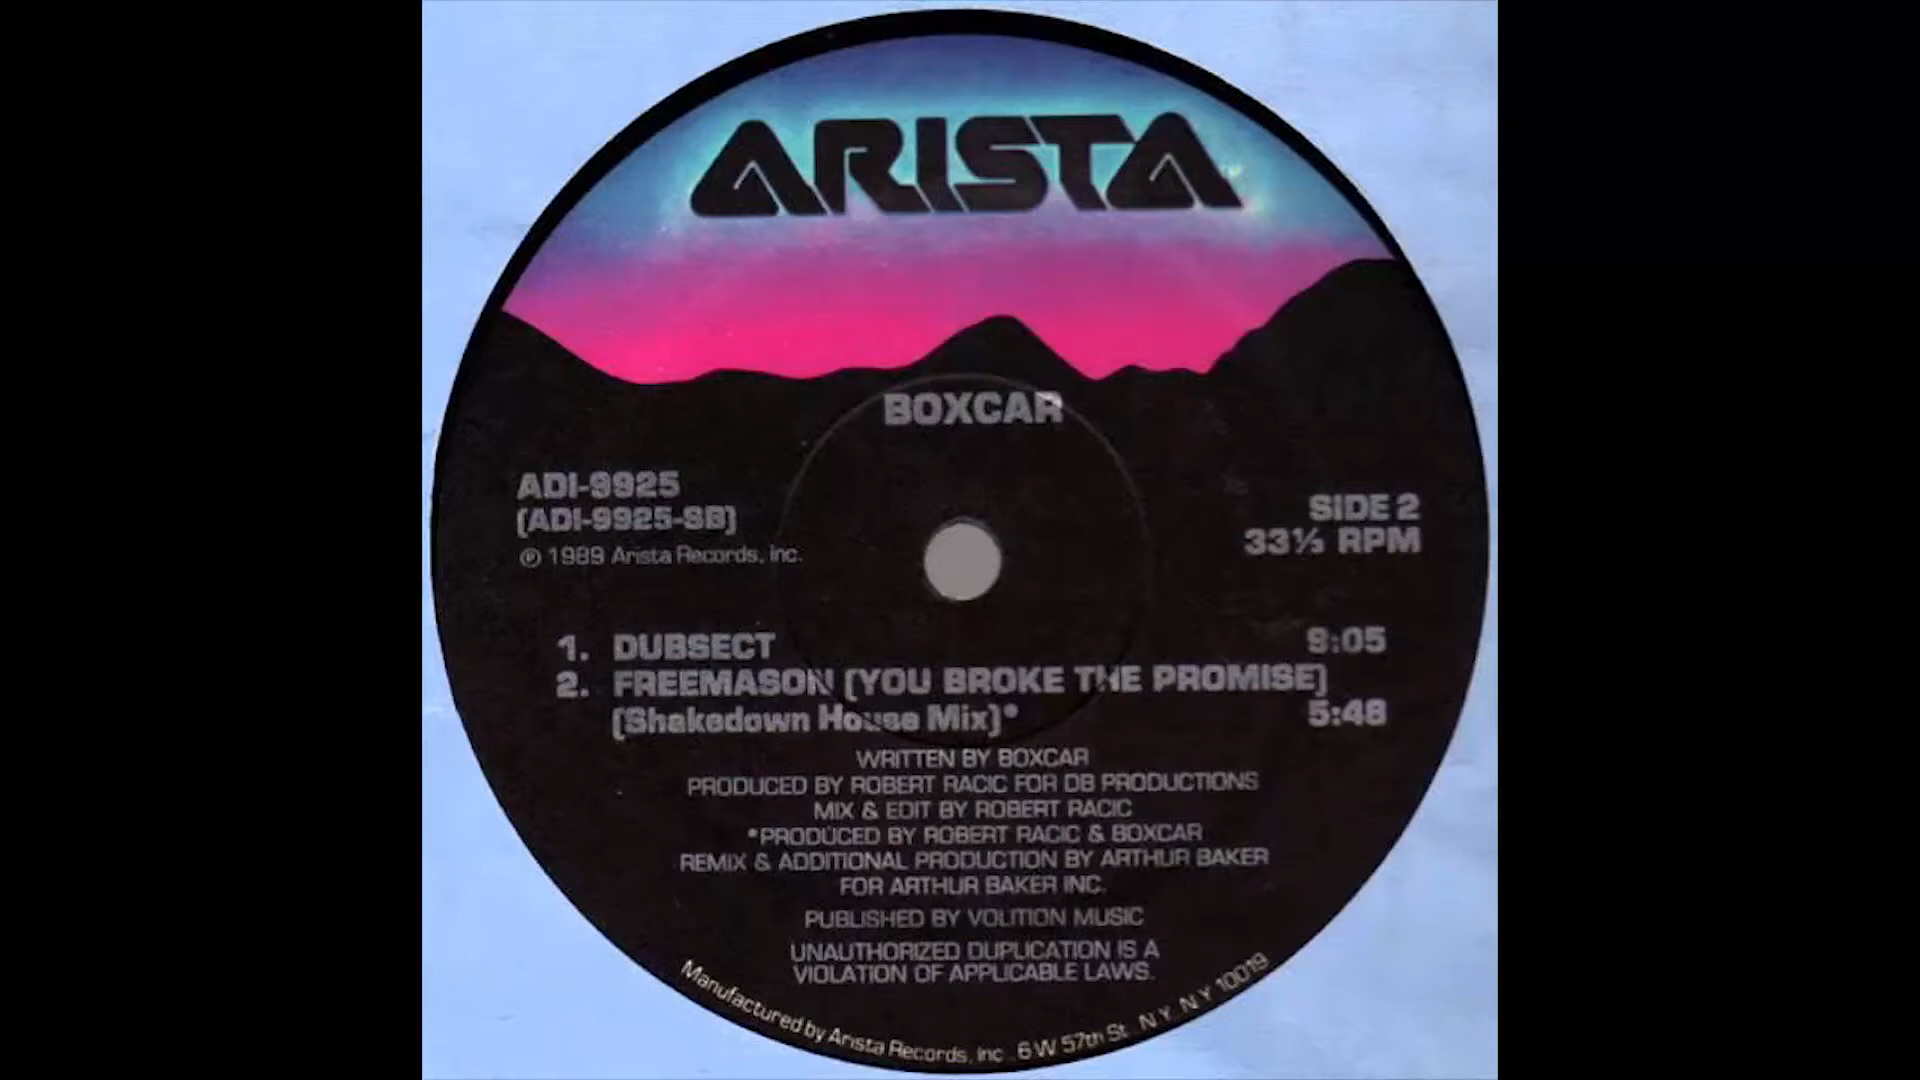 ARISTA
BOXCAR
ADI-9925
(ADI-9925-SB)
℗ 1989 Arista Records, Inc.
SIDE 2
33⅓ RPM
1. DUBSECT 9:05
2. FREEMASON (YOU BROKE THE PROMISE)
(Shakedown House Mix)* 5:48
WRITTEN BY BOXCAR
PRODUCED BY ROBERT RACIC FOR DB PRODUCTIONS
MIX & EDIT BY ROBERT RACIC
*PRODUCED BY ROBERT RACIC & BOXCAR
REMIX & ADDITIONAL PRODUCTION BY ARTHUR BAKER
FOR ARTHUR BAKER INC.
PUBLISHED BY VOLITION MUSIC
UNAUTHORIZED DUPLICATION IS A
VIOLATION OF APPLICABLE LAWS.
Manufactured by Arista Records, Inc. 6 W 57th St. N Y. N Y 10019